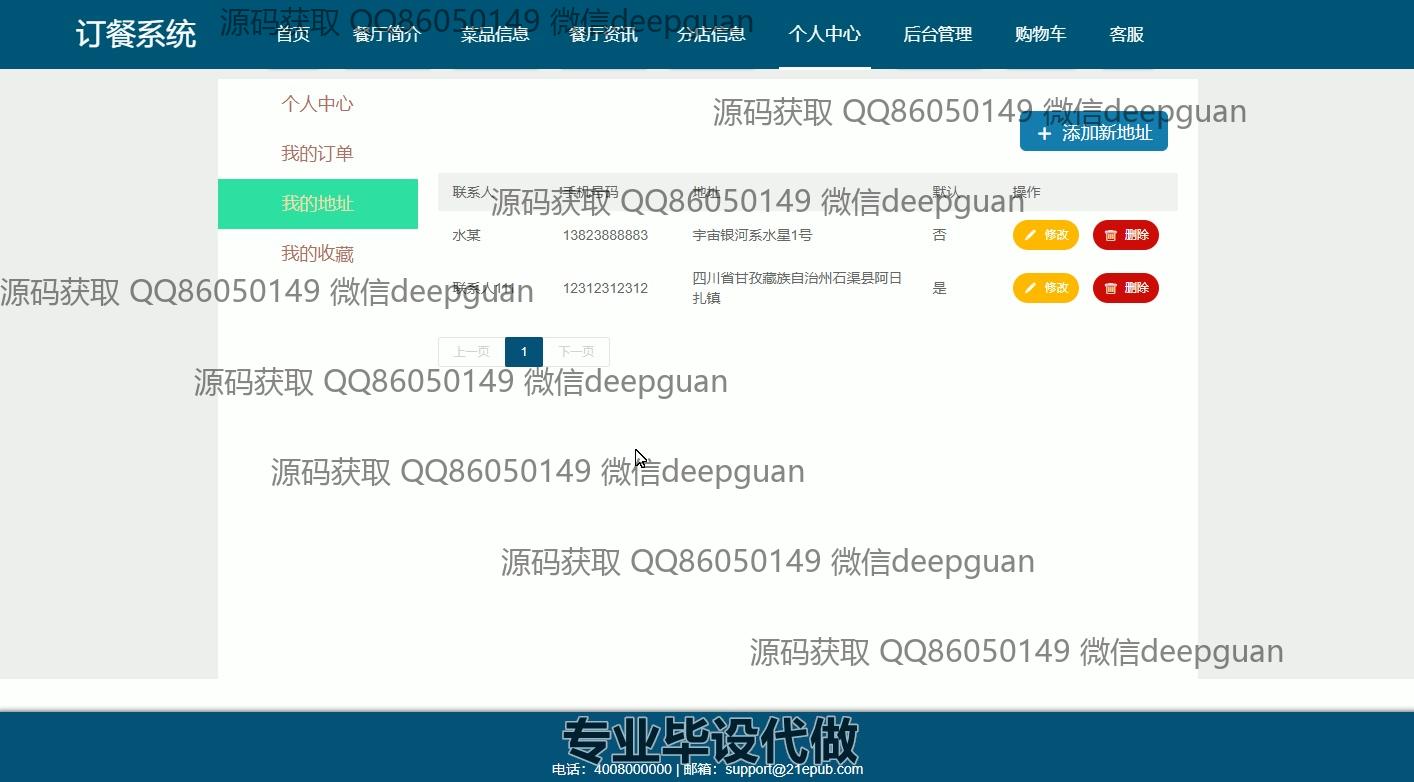 订餐系统 首页 餐厅简介 菜品信息 餐厅资讯 分店信息 个人中心 后台管理 购物车 客服
源码获取 QQ86050149 微信deepguan
个人中心
源码获取 QQ86050149 微信deepguan
+ 添加新地址
我的订单
联系人 手机号码 地址 默认 操作
我的地址
源码获取 QQ86050149 微信deepguan
水某 13823888883 宇宙银河系水星1号 否 修改 删除
我的收藏
源码获取 QQ86050149 微信deepguan
联系人111 12312312312 四川省甘孜藏族自治州石渠县阿日 是 修改 删除
扎镇
上一页 1 下一页
源码获取 QQ86050149 微信deepguan
源码获取 QQ86050149 微信deepguan
源码获取 QQ86050149 微信deepguan
源码获取 QQ86050149 微信deepguan
专业毕设代做
电话：4008000000 | 邮箱：support@21epub.com